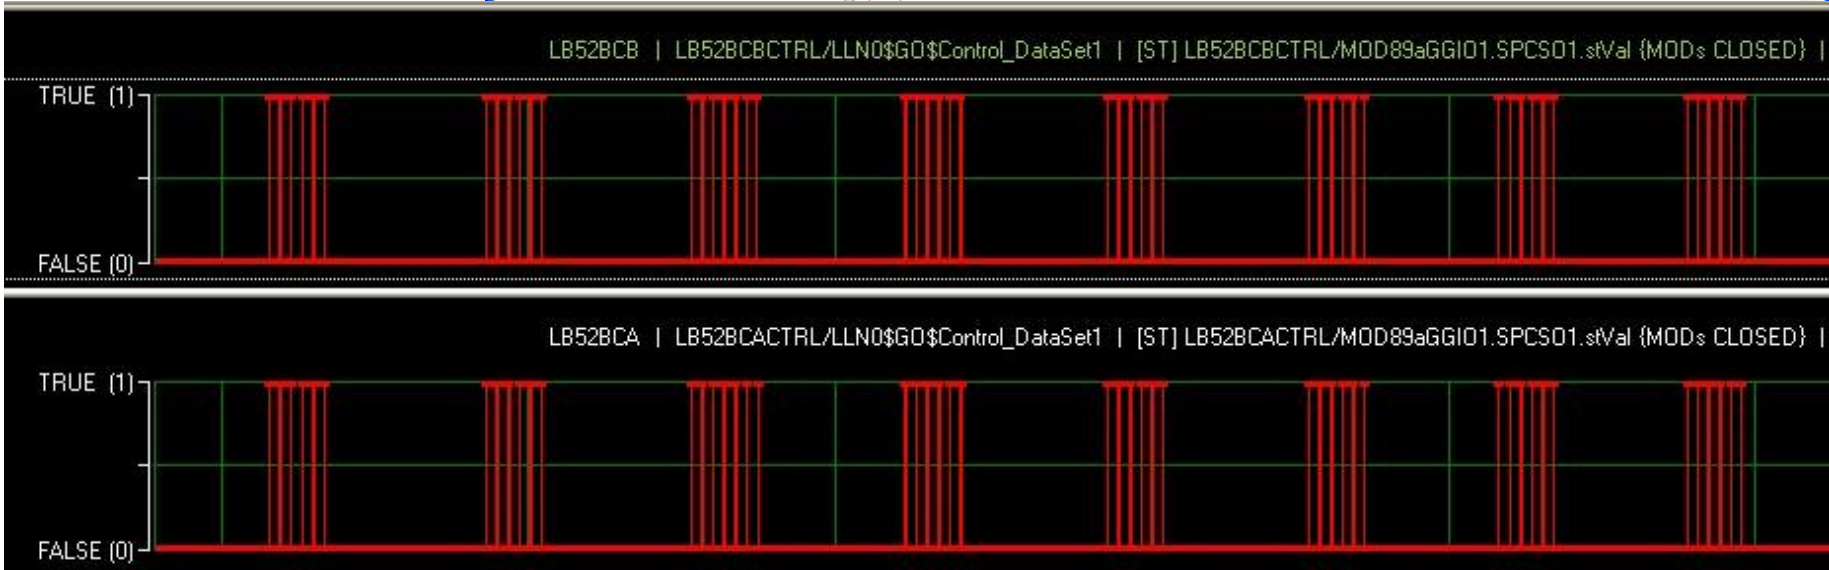 LB52BCB | LB52BCBCTRL/LLN0$GO$Control_DataSet1 | [ST] LB52BCBCTRL/MOD89aGGIO1.SPCSO1.stVal {MODs CLOSED} |
TRUE (1)
FALSE (0)
LB52BCA | LB52BCACTRL/LLN0$GO$Control_DataSet1 | [ST] LB52BCACTRL/MOD89aGGIO1.SPCSO1.stVal {MODs CLOSED} |
TRUE (1)
FALSE (0)